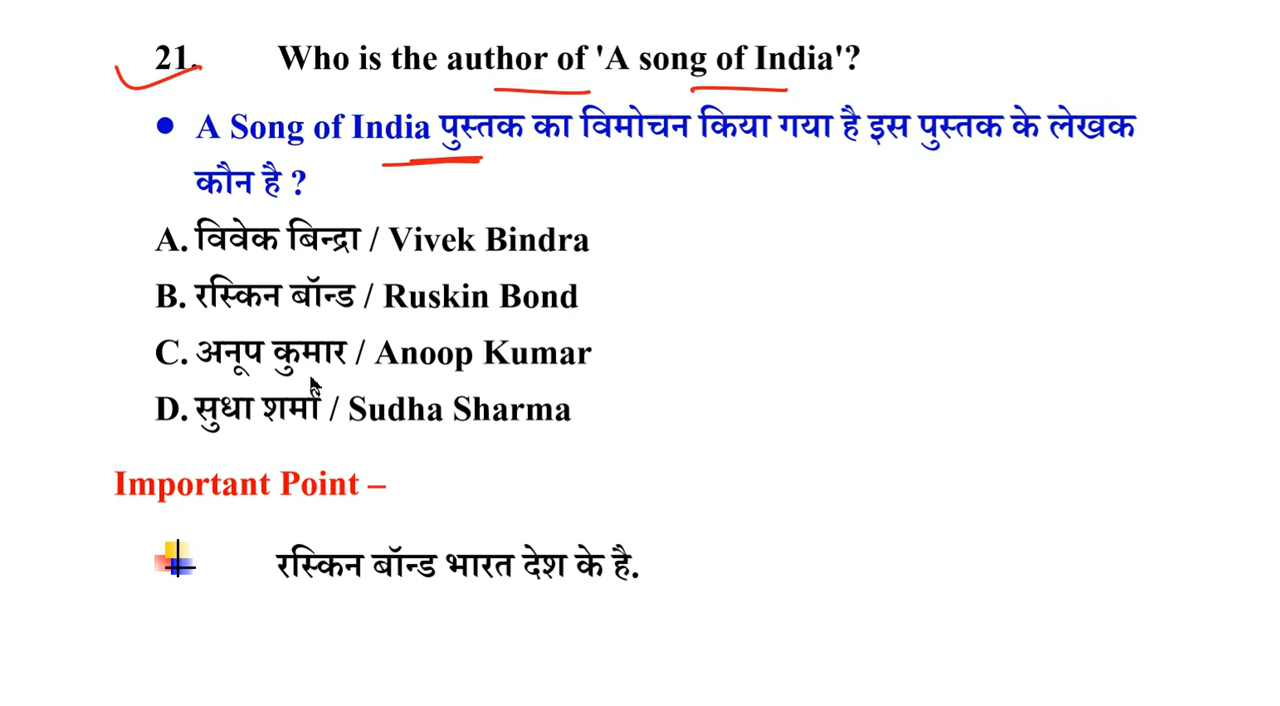 21. Who is the author of 'A song of India'?
● A Song of India पुस्तक का विमोचन किया गया है इस पुस्तक के लेखक
कौन है ?
A. विवेक बिन्द्रा / Vivek Bindra
B. रस्किन बॉन्ड / Ruskin Bond
C. अनूप कुमार / Anoop Kumar
D. सुधा शर्मा / Sudha Sharma
Important Point –
रस्किन बॉन्ड भारत देश के है.